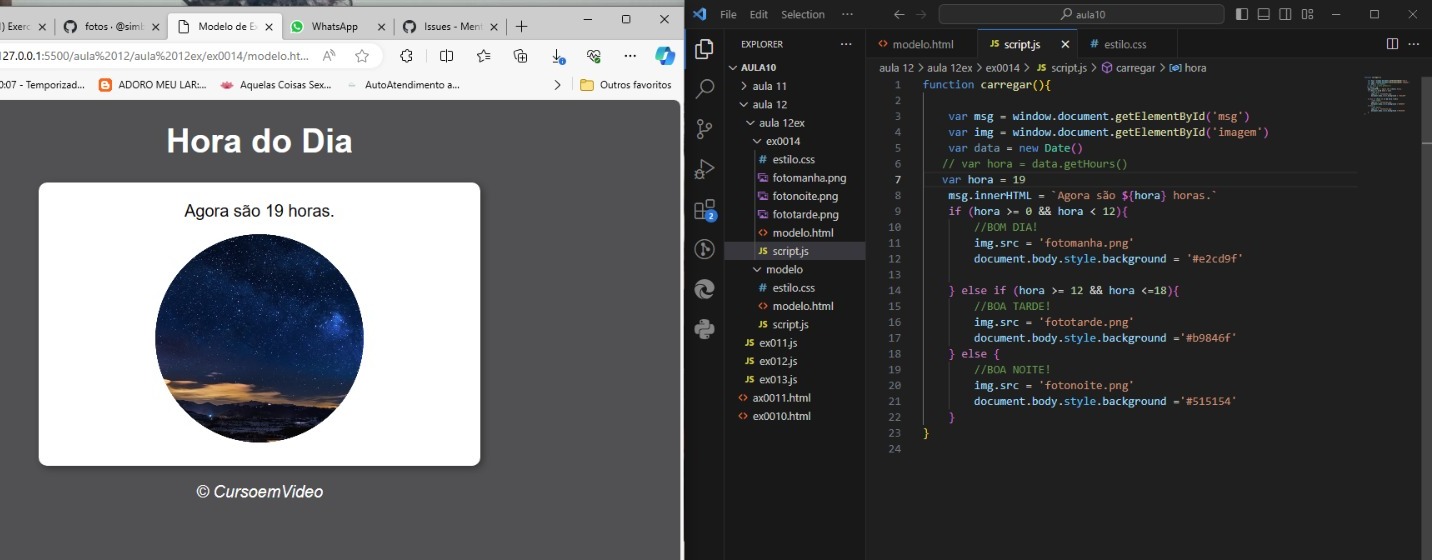 ) Exerc
fotos · @simb
Modelo de Ex
WhatsApp
Issues - Ment
127.0.0.1:5500/aula%2012/aula%2012ex/ex0014/modelo.ht...
0:07 - Temporizad...
ADORO MEU LAR:...
Aquelas Coisas Sex...
AutoAtendimento a...
Outros favoritos
Hora do Dia
Agora são 19 horas.
© CursoemVideo
File Edit Selection ...
aula10
EXPLORER ...
AULA10
aula 11
aula 12
aula 12ex
ex0014
# estilo.css
fotomanha.png
fotonoite.png
fototarde.png
<> modelo.html
JS script.js
modelo
# estilo.css
<> modelo.html
JS script.js
JS ex011.js
JS ex012.js
JS ex013.js
<> ax0011.html
<> ex0010.html
2
<> modelo.html
JS script.js
# estilo.css
aula 12 > aula 12ex > ex0014 > JS script.js > carregar > hora
1 function carregar(){
2
3 var msg = window.document.getElementById('msg')
4 var img = window.document.getElementById('imagem')
5 var data = new Date()
6 // var hora = data.getHours()
7 var hora = 19
8 msg.innerHTML = `Agora são ${hora} horas.`
9 if (hora >= 0 && hora < 12){
10 //BOM DIA!
11 img.src = 'fotomanha.png'
12 document.body.style.background = '#e2cd9f'
13
14 } else if (hora >= 12 && hora <=18){
15 //BOA TARDE!
16 img.src = 'fototarde.png'
17 document.body.style.background ='#b9846f'
18 } else {
19 //BOA NOITE!
20 img.src = 'fotonoite.png'
21 document.body.style.background ='#515154'
22 }
23 }
24